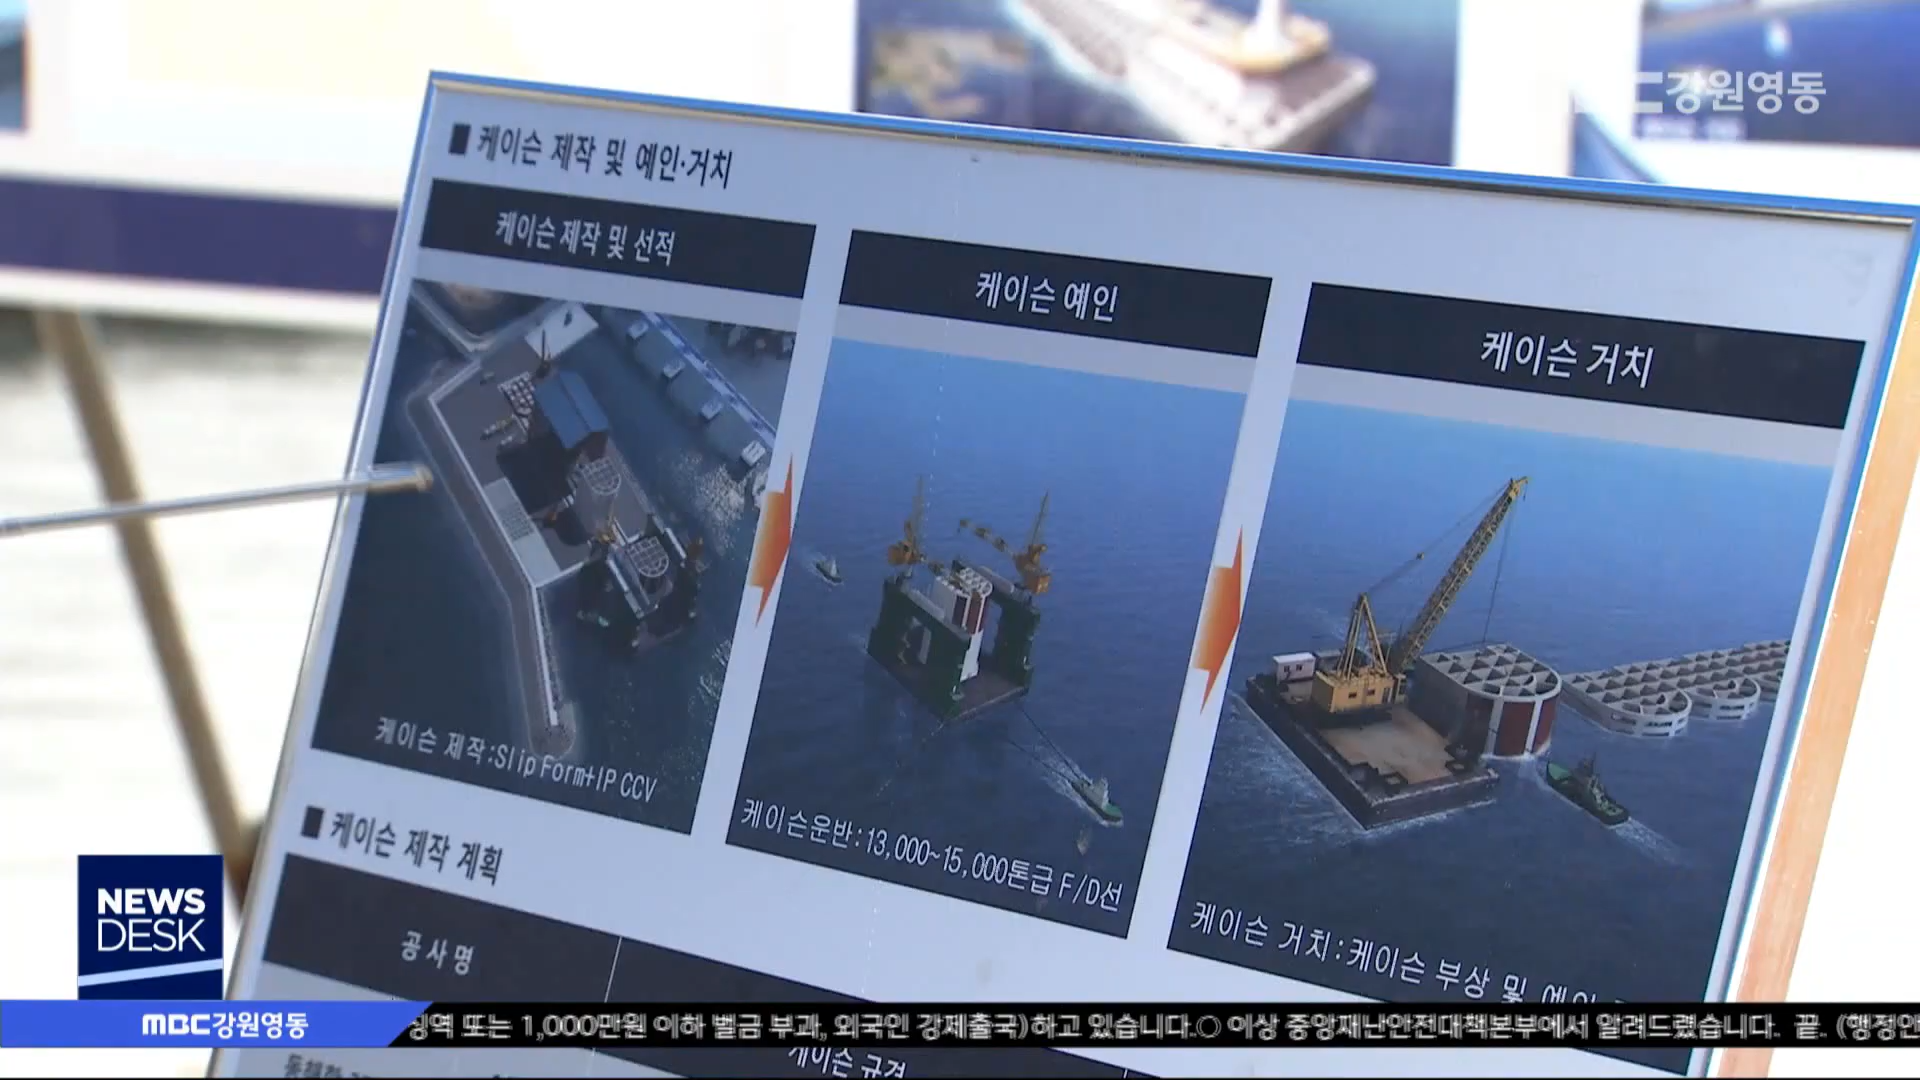 MBC강원영동
■ 케이슨 제작 및 예인·거치
케이슨 제작 및 선적
케이슨 예인
케이슨 거치
케이슨 제작:Slip Form+IP CCV
케이슨운반:13,000~15,000톤급 F/D선
케이슨 거치:케이슨 부상 및 예인
■ 케이슨 제작 계획
공사명
케이슨 규격
NEWS
DESK
MBC강원영동
징역 또는 1,000만원 이하 벌금 부과, 외국인 강제출국)하고 있습니다.○ 이상 중앙재난안전대책본부에서 알려드렸습니다. 끝. (행정안